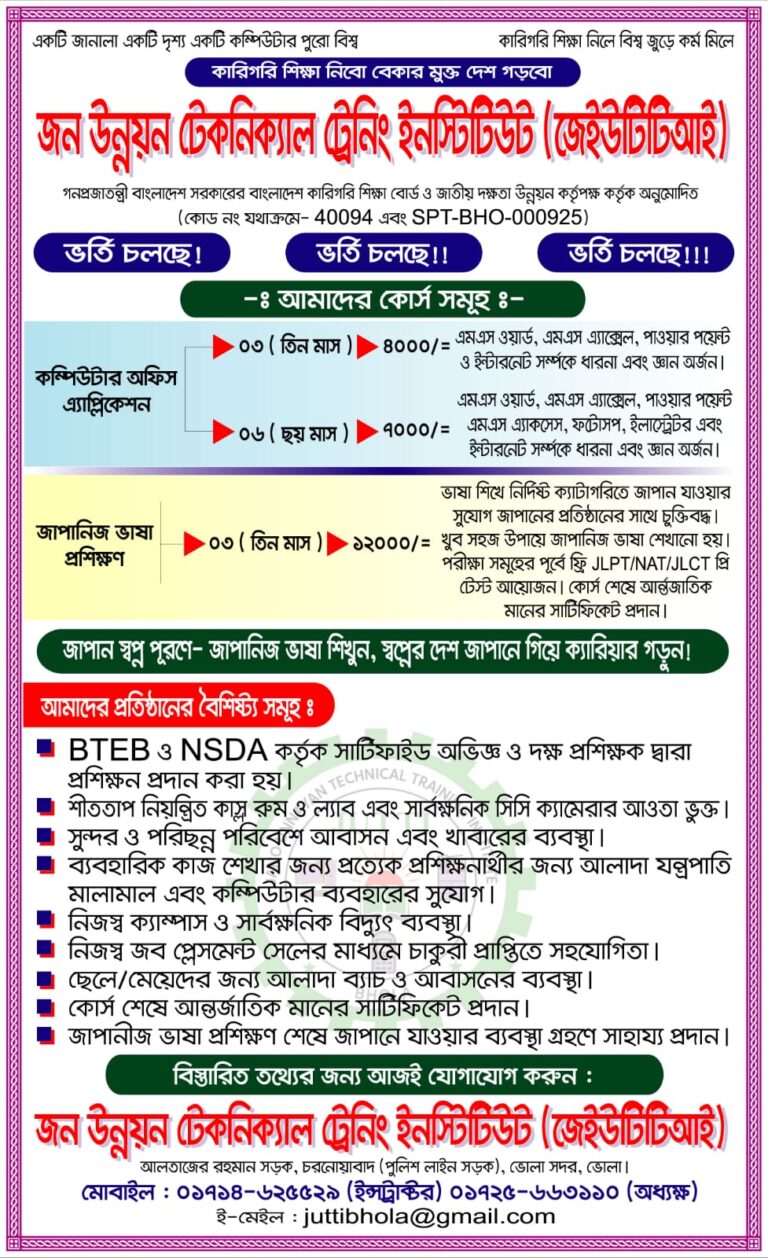 একটি জানালা একটি দৃশ্য একটি কম্পিউটার পুরো বিশ্ব
কারিগরি শিক্ষা নিলে বিশ্ব জুড়ে কর্ম মিলে
কারিগরি শিক্ষা নিবো বেকার মুক্ত দেশ গড়বো
জন উন্নয়ন টেকনিক্যাল ট্রেনিং ইনস্টিটিউট (জেইউটিটিআই)
গনপ্রজাতন্ত্রী বাংলাদেশ সরকারের বাংলাদেশ কারিগরি শিক্ষা বোর্ড ও জাতীয় দক্ষতা উন্নয়ন কর্তৃপক্ষ কর্তৃক অনুমোদিত
(কোড নং যথাক্রমে- 40094 এবং SPT-BHO-000925)
ভর্তি চলছে!
ভর্তি চলছে!!
ভর্তি চলছে!!!
-ঃ আমাদের কোর্স সমূহ ঃ-
কম্পিউটার অফিস
এ্যাপ্লিকেশন
০৩ ( তিন মাস )
৪০০০/=
এমএস ওয়ার্ড, এমএস এ্যাক্সেল, পাওয়ার পয়েন্ট
ও ইন্টারনেট সর্ম্পকে ধারনা এবং জ্ঞান অর্জন।
০৬ ( ছয় মাস )
৭০০০/=
এমএস ওয়ার্ড, এমএস এ্যাক্সেল, পাওয়ার পয়েন্ট
এমএস এ্যাকসেস, ফটোসপ, ইলাস্ট্রেটর এবং
ইন্টারনেট সর্ম্পকে ধারনা এবং জ্ঞান অর্জন।
জাপানিজ ভাষা
প্রশিক্ষণ
০৩ ( তিন মাস )
১২০০০/=
ভাষা শিখে নির্দিষ্ট ক্যাটাগরিতে জাপান যাওয়ার
সুযোগ জাপানের প্রতিষ্ঠানের সাথে চুক্তিবদ্ধ।
খুব সহজ উপায়ে জাপানিজ ভাষা শেখানো হয়।
পরীক্ষা সমূহের পূর্বে ফ্রি JLPT/NAT/JLCT প্রি
টেস্ট আয়োজন। কোর্স শেষে আর্ন্তজাতিক
মানের সার্টিফিকেট প্রদান।
জাপান স্বপ্ন পূরণে- জাপানিজ ভাষা শিখুন, স্বপ্নের দেশ জাপানে গিয়ে ক্যারিয়ার গড়ুন!
আমাদের প্রতিষ্ঠানের বৈশিষ্ট্য সমূহ ঃ
BTEB ও NSDA কর্তৃক সার্টিফাইড অভিজ্ঞ ও দক্ষ প্রশিক্ষক দ্বারা
প্রশিক্ষন প্রদান করা হয়।
শীততাপ নিয়ন্ত্রিত কাস্ল রুম ও ল্যাব এবং সার্বক্ষনিক সিসি ক্যামেরার আওতা ভুক্ত।
সুন্দর ও পরিছন্ন পরিবেশে আবাসন এবং খাবারের ব্যবস্থা।
ব্যবহারিক কাজ শেখার জন্য প্রত্যেক প্রশিক্ষনার্থীর জন্য আলাদা যন্ত্রপাতি
মালামাল এবং কম্পিউটার ব্যবহারের সুযোগ।
নিজস্ব ক্যাম্পাস ও সার্বক্ষনিক বিদ্যুৎ ব্যবস্থা।
নিজস্ব জব প্লেসমেন্ট সেলের মাধ্যমে চাকুরী প্রাপ্তিতে সহযোগিতা।
ছেলে/মেয়েদের জন্য আলাদা ব্যাচ ও আবাসনের ব্যবস্থা।
কোর্স শেষে আন্তর্জাতিক মানের সার্টিফিকেট প্রদান।
জাপানীজ ভাষা প্রশিক্ষণ শেষে জাপানে যাওয়ার ব্যবস্থা গ্রহণে সাহায্য প্রদান।
বিস্তারিত তথ্যের জন্য আজই যোগাযোগ করুন :
জন উন্নয়ন টেকনিক্যাল ট্রেনিং ইনস্টিটিউট (জেইউটিটিআই)
আলতাজের রহমান সড়ক, চরনোয়াবাদ (পুলিশ লাইন সড়ক), ভোলা সদর, ভোলা।
মোবাইল : ০১৭১৪-৬২৫৫২৯ (ইন্সট্রাক্টর) ০১৭২৫-৬৬৩১১০ (অধ্যক্ষ)
ই-মেইল : juttibhola@gmail.com